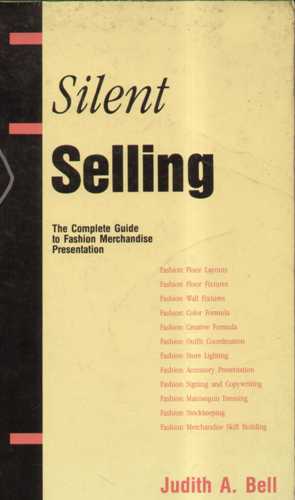 Silent
Selling
The Complete Guide
to Fashion Merchandise
Presentation
Fashion Floor Layouts
Fashion Floor Fixtures
Fashion Wall Fixtures
Fashion Color Formula
Fashion Creative Formula
Fashion Outfit Coordination
Fashion Store Lighting
Fashion Accessory Presentation
Fashion Signing and Copywriting
Fashion Mannequin Dressing
Fashion Stockkeeping
Fashion Merchandise Skill Building
Judith A. Bell